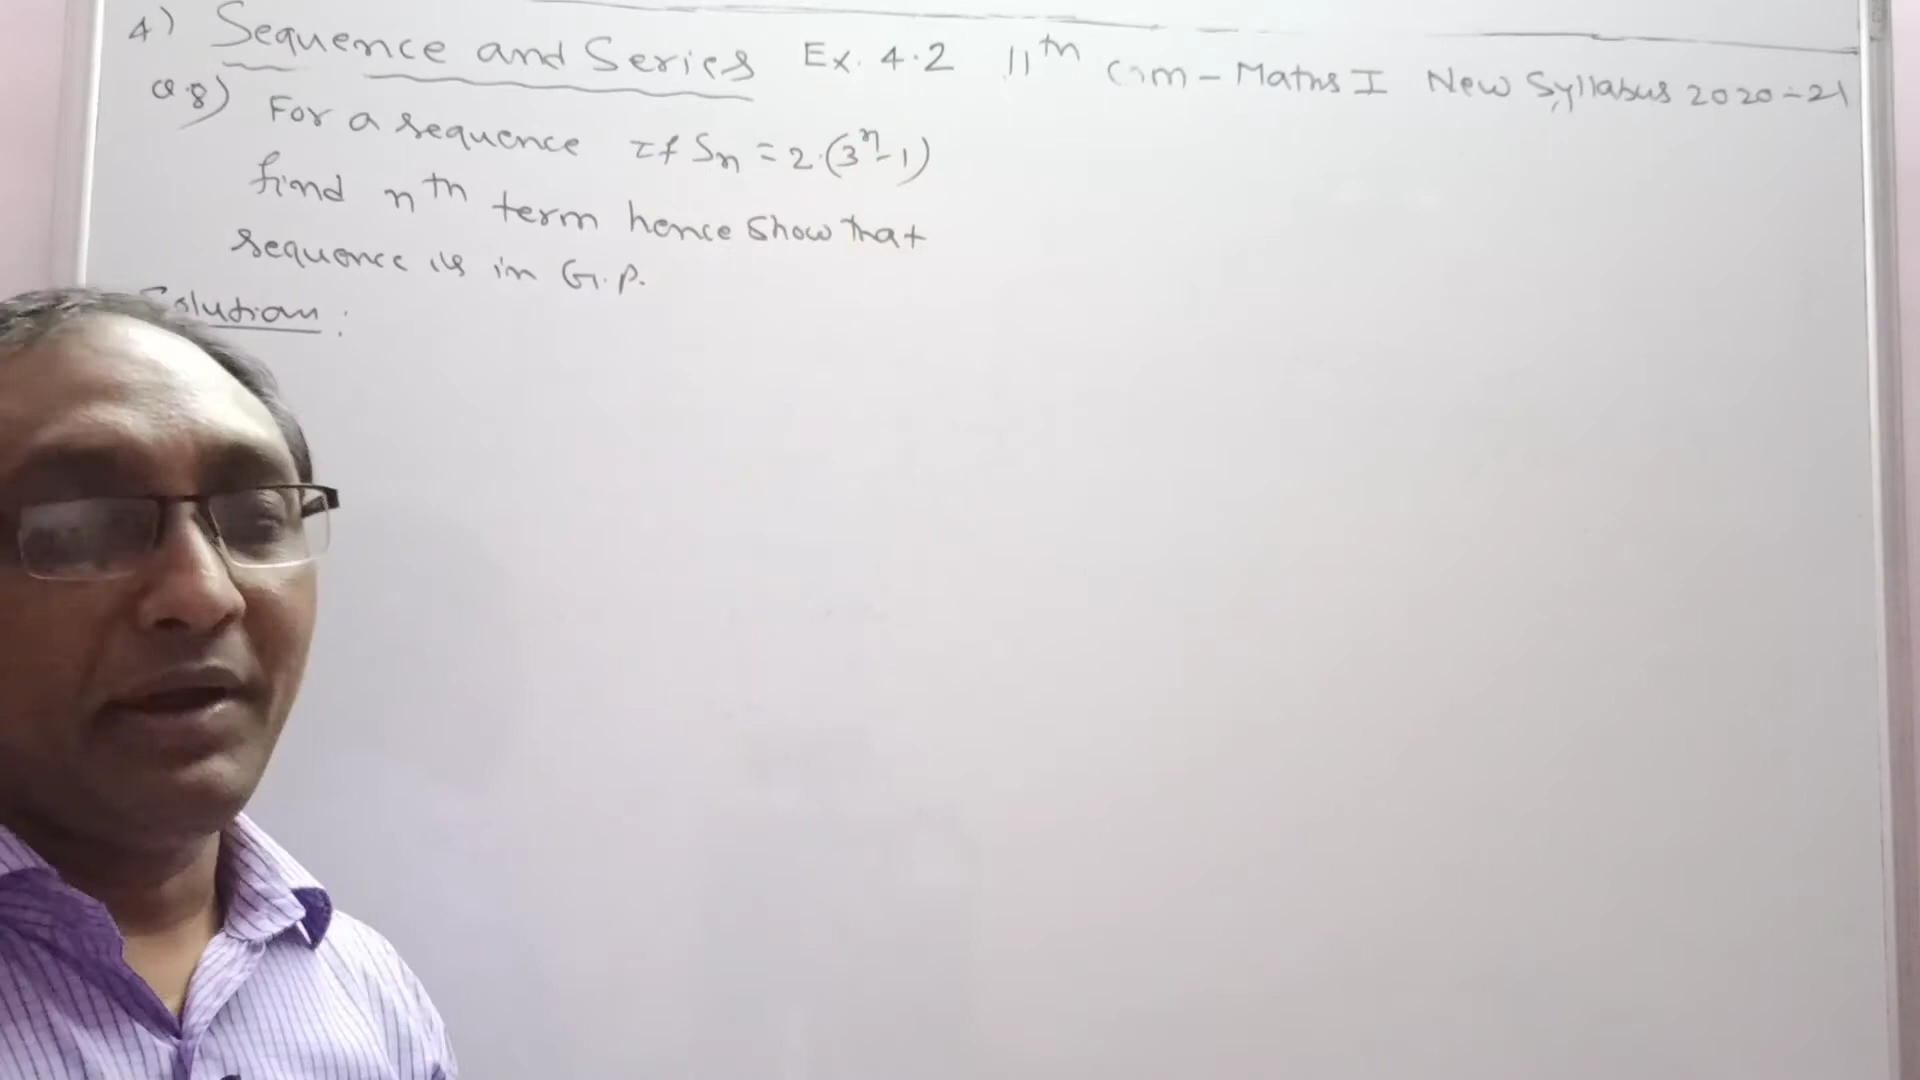 4) Sequence and Series Ex. 4.2 11th Com - Maths I New Syllabus 2020-21
Q.8) For a sequence If Sn = 2.(3ⁿ-1)
find nth term hence show that
sequence is in G.P.
Solution :